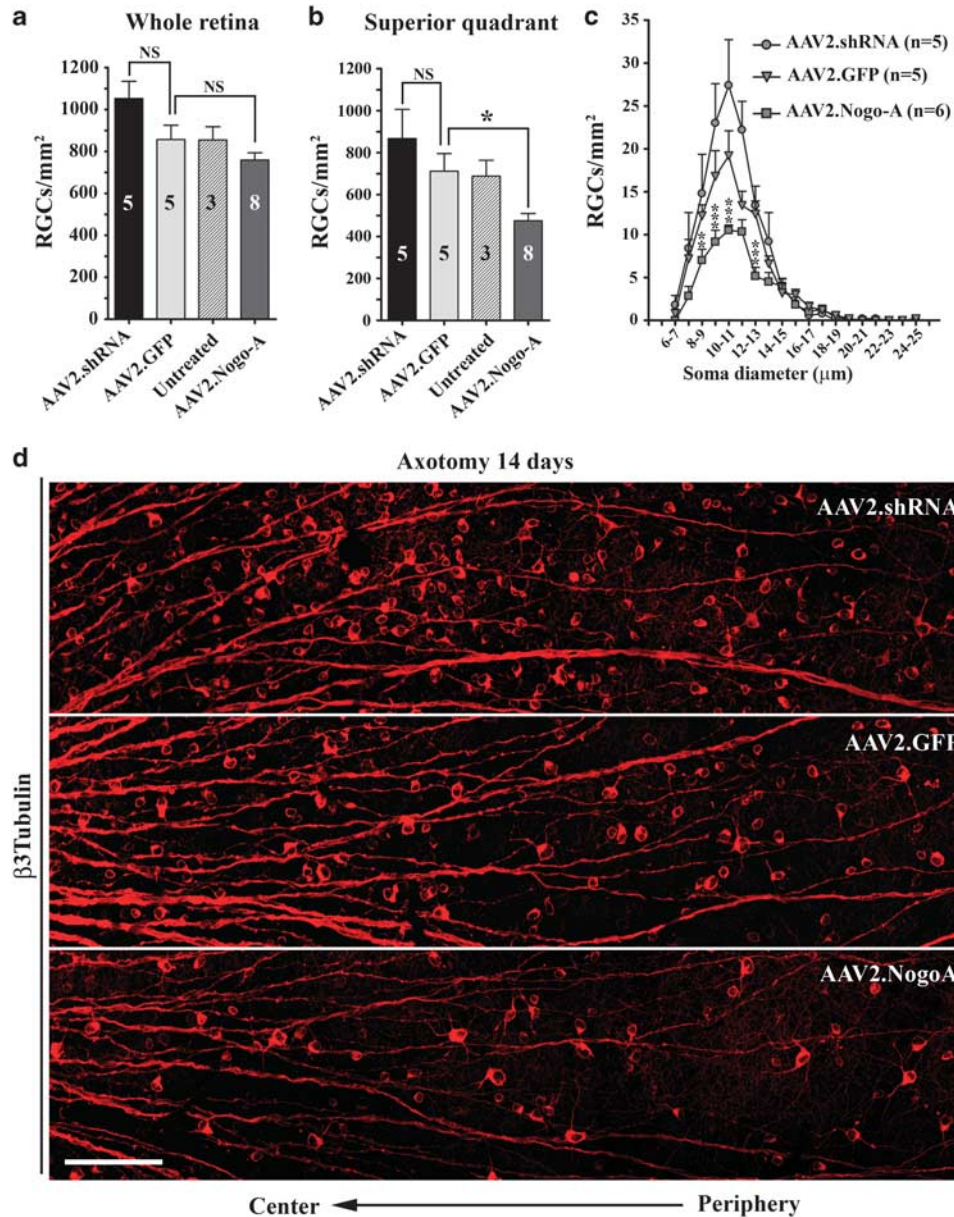 a
Whole retina
RGCs/mm²
1200
1000
800
600
400
200
0
NS
NS
5
5
3
8
AAV2.shRNA
AAV2.GFP
Untreated
AAV2.Nogo-A
b
Superior quadrant
RGCs/mm²
1200
1000
800
600
400
200
0
NS
*
5
5
3
8
AAV2.shRNA
AAV2.GFP
Untreated
AAV2.Nogo-A
c
RGCs/mm²
35
30
25
20
15
10
5
0
AAV2.shRNA (n=5)
AAV2.GFP (n=5)
AAV2.Nogo-A (n=6)
**
***
***
***
6-7
8-9
10-11
12-13
14-15
16-17
18-19
20-21
22-23
24-25
Soma diameter (µm)
d
Axotomy 14 days
β3Tubulin
AAV2.shRNA
AAV2.GFP
AAV2.NogoA
Center
Periphery